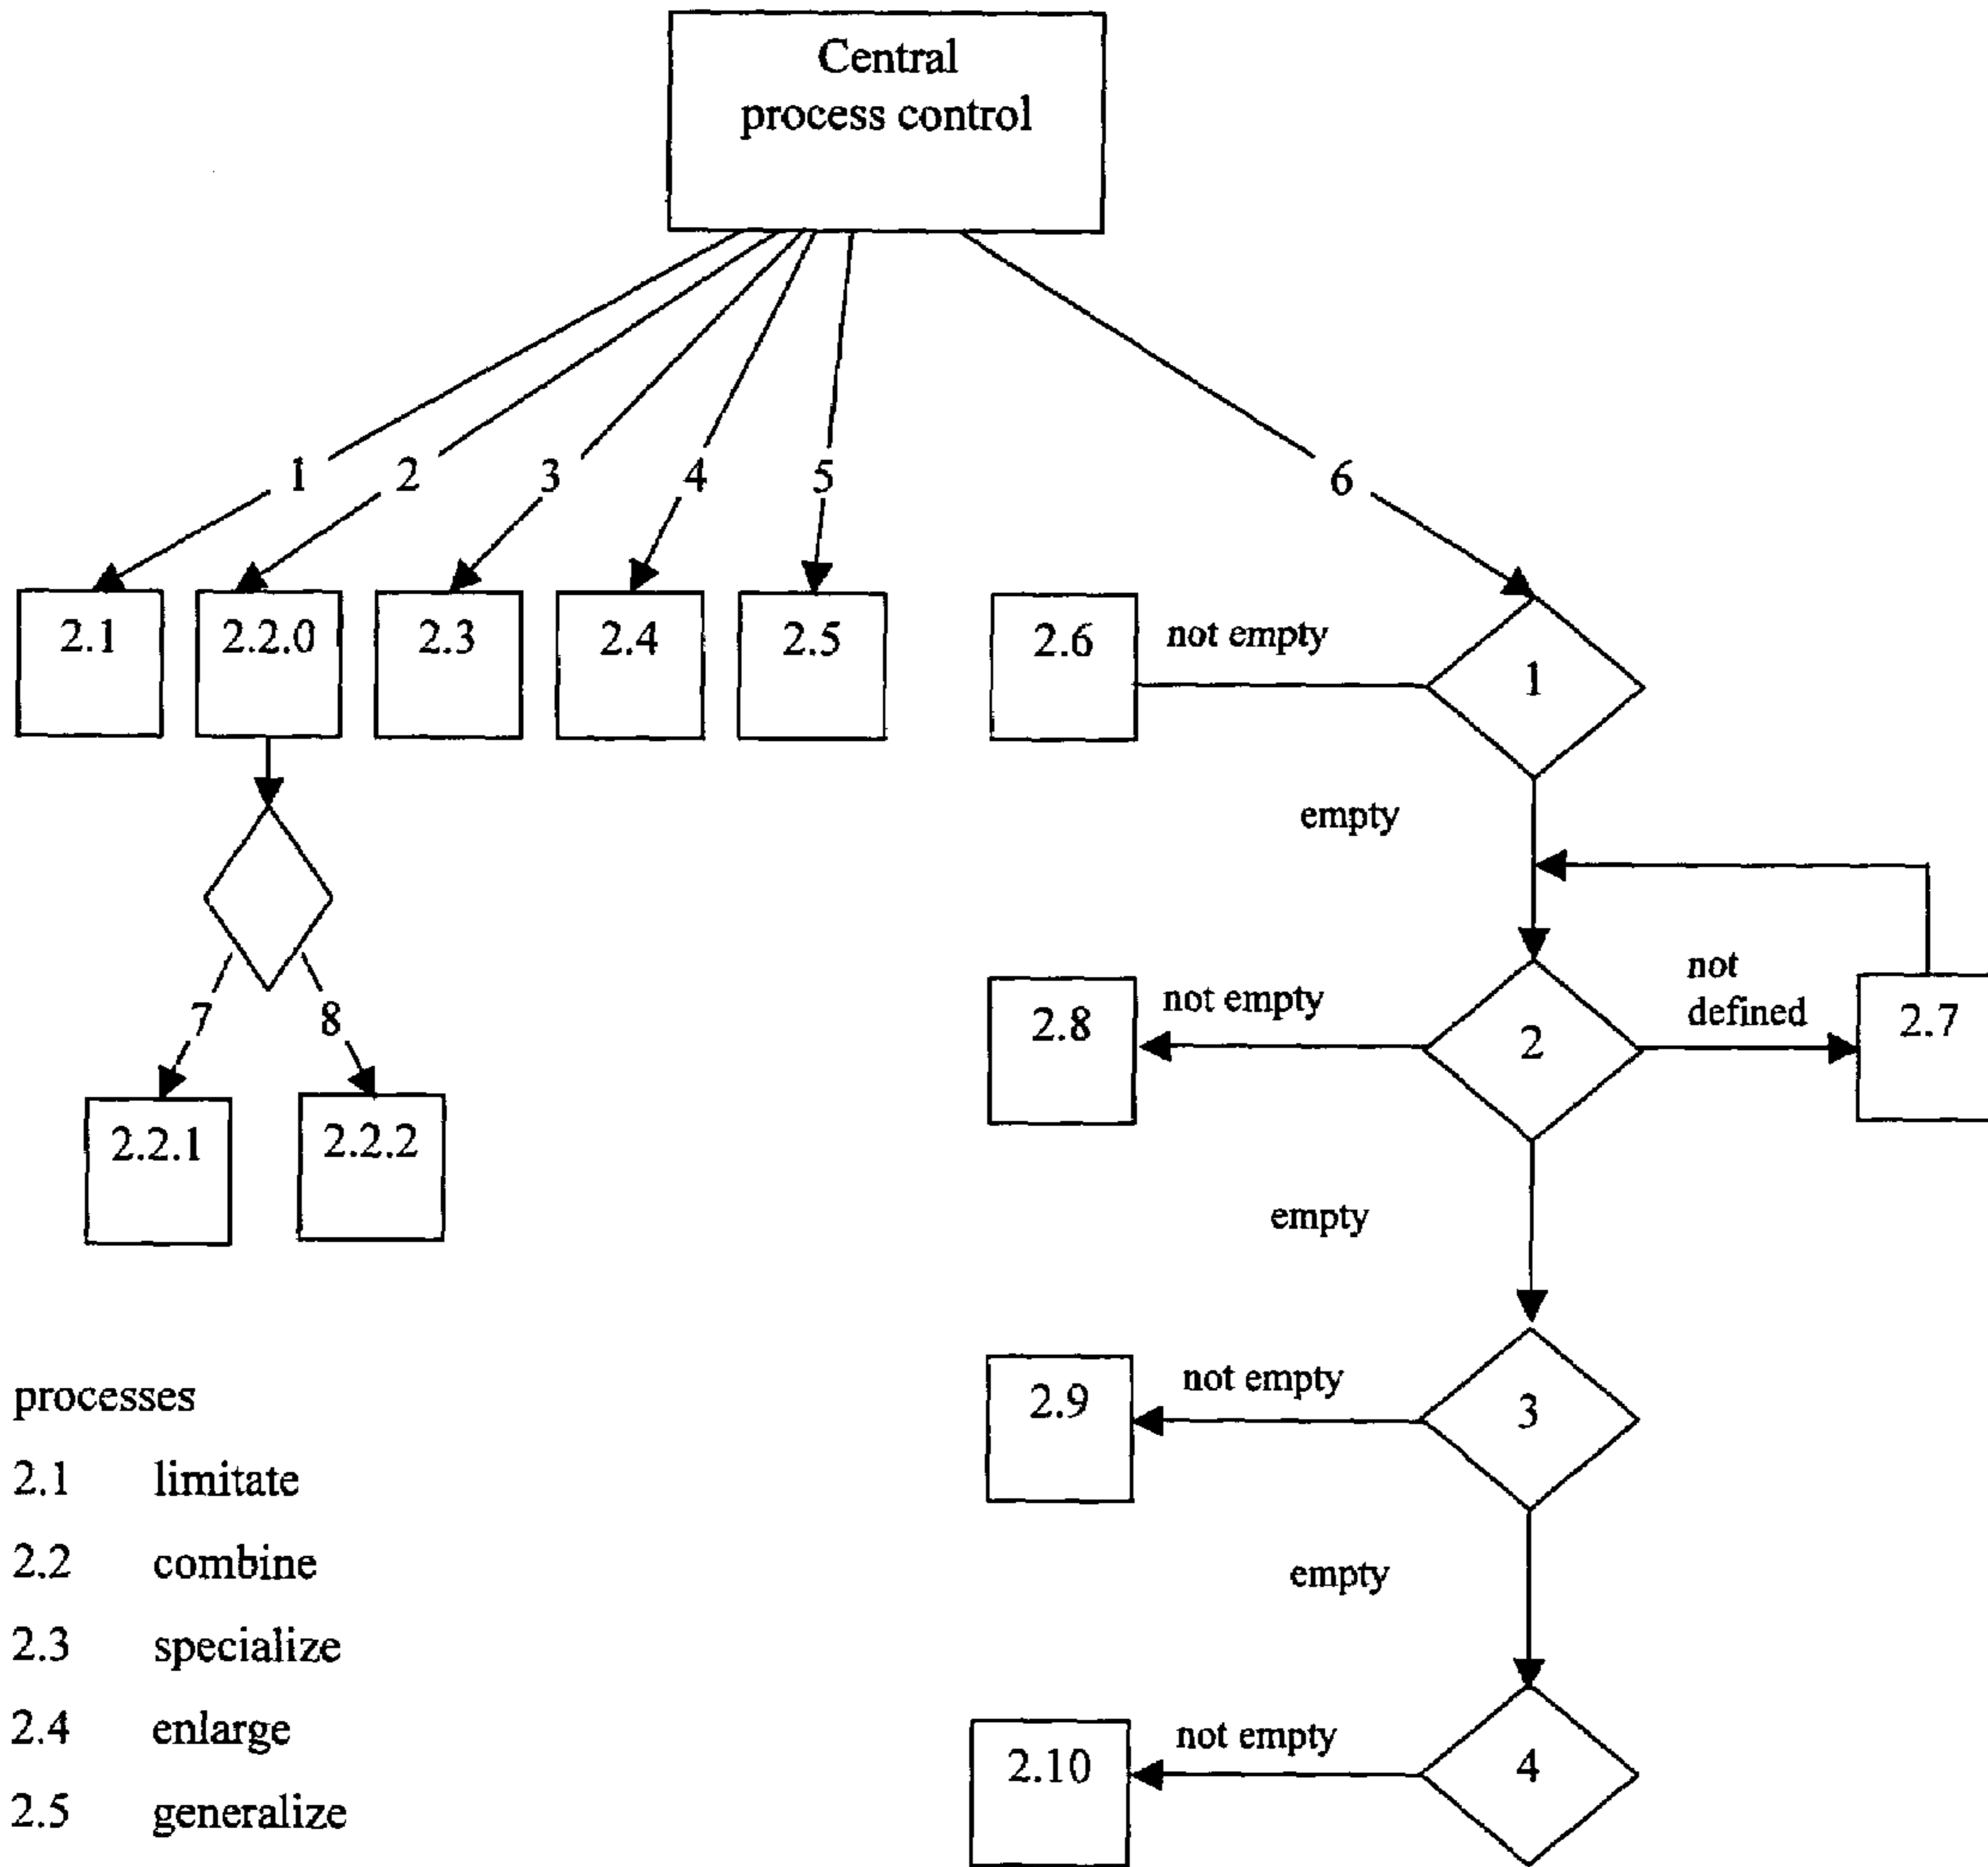 Central
process control
1
2
3
4
5
6
2.1
2.2.0
2.3
2.4
2.5
2.6
not empty
1
empty
7
8
2.2.1
2.2.2
2.8
not empty
2
not
defined
2.7
empty
2.9
not empty
3
empty
2.10
not empty
4
processes
2.1 limitate
2.2 combine
2.3 specialize
2.4 enlarge
2.5 generalize